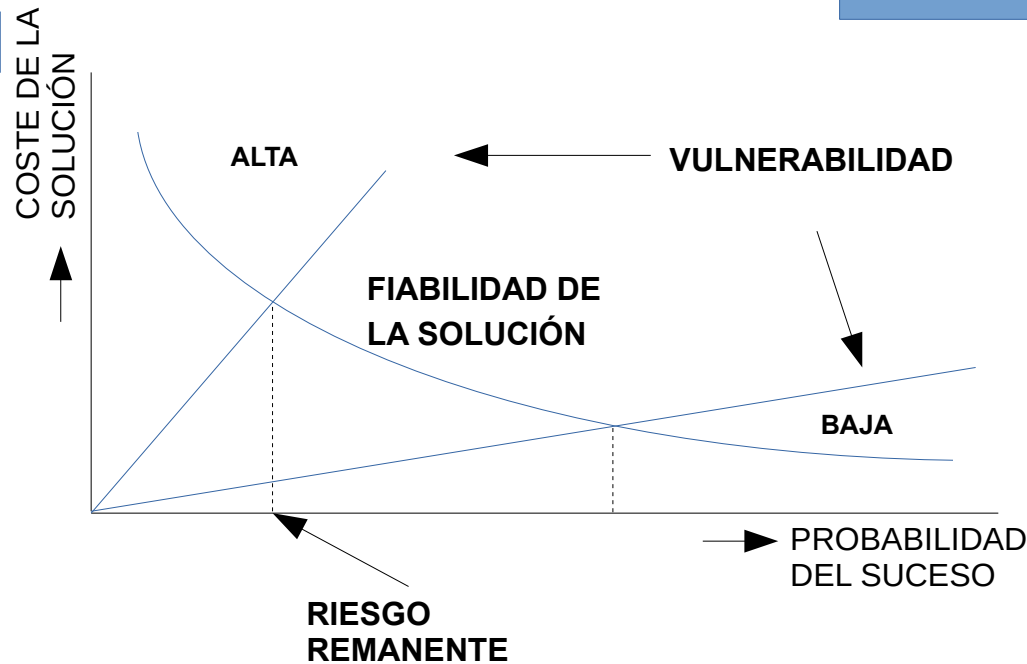 COSTE DE LA
SOLUCIÓN
ALTA
VULNERABILIDAD
FIABILIDAD DE
LA SOLUCIÓN
BAJA
PROBABILIDAD
DEL SUCESO
RIESGO
REMANENTE